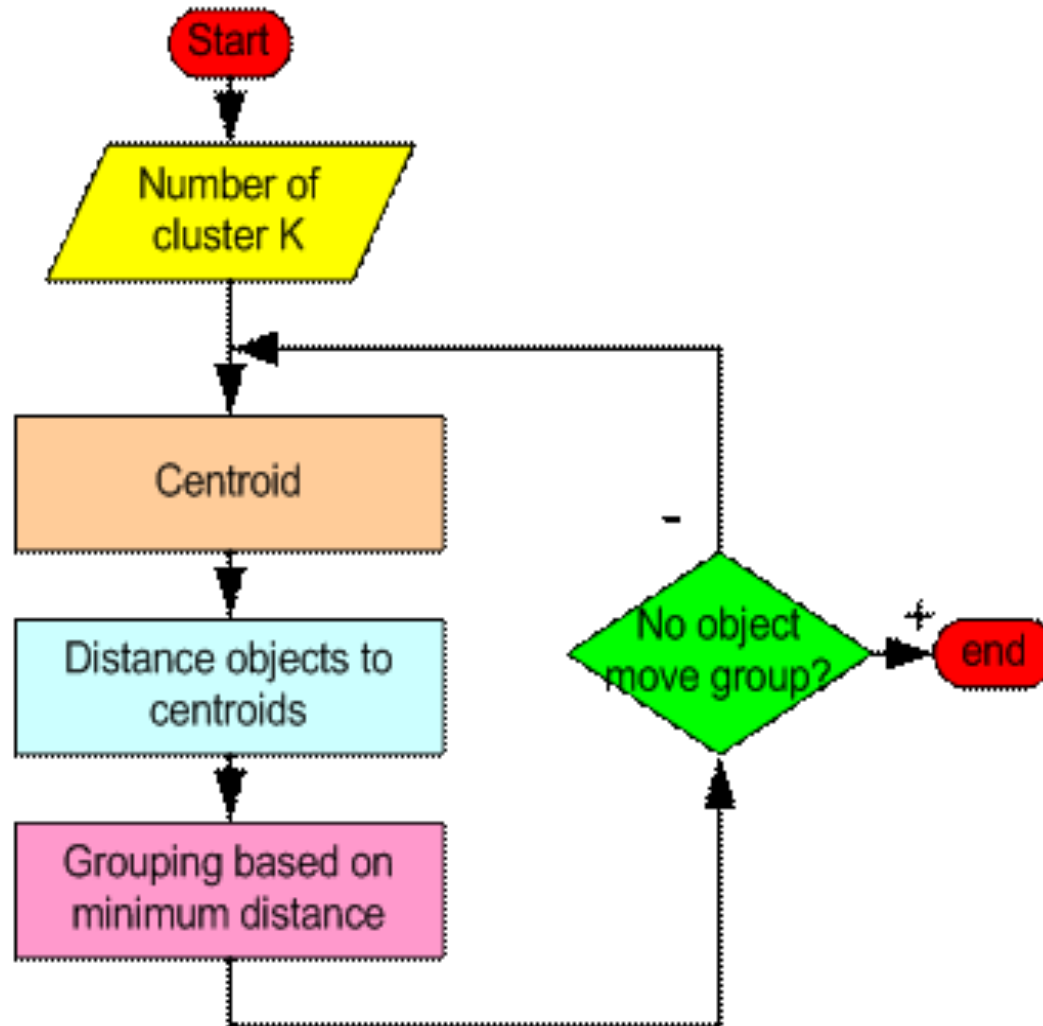 Start
Number of
cluster K
Centroid
-
Distance objects to
centroids
No object
move group?
+
end
Grouping based on
minimum distance